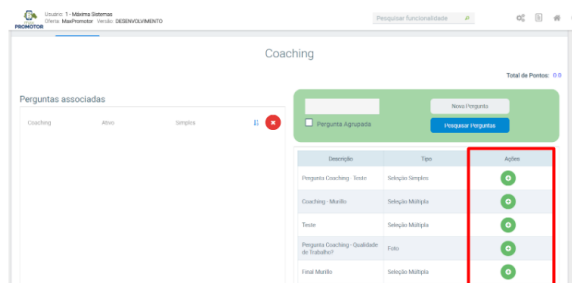 PROMOTOR
Usuário: 1 - Máxima Sistemas
Oferta: MaxPromotor Versão: DESENVOLVIMENTO
Pesquisar funcionalidade
Coaching
Total de Pontos: 0.0
Perguntas associadas
Coaching Ativo Simples
Nova Pergunta
Pergunta Agrupada
Pesquisar Perguntas
Descrição Tipo Ações
Pergunta Coaching - Teste Seleção Simples
Coaching - Murillo Seleção Múltipla
Teste Seleção Múltipla
Pergunta Coaching - Qualidade
de Trabalho? Foto
Final Murillo Seleção Múltipla